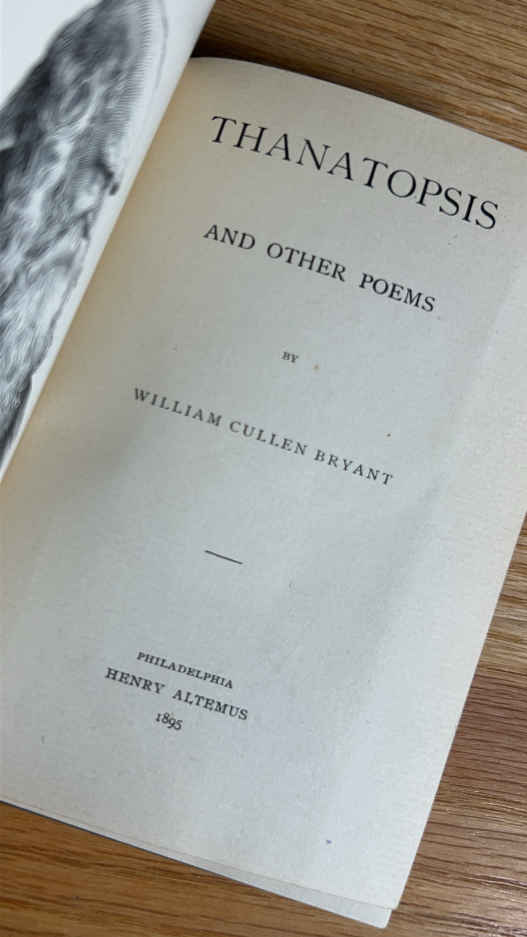 THANATOPSIS
AND OTHER POEMS
BY
WILLIAM CULLEN BRYANT
PHILADELPHIA
HENRY ALTEMUS
1895